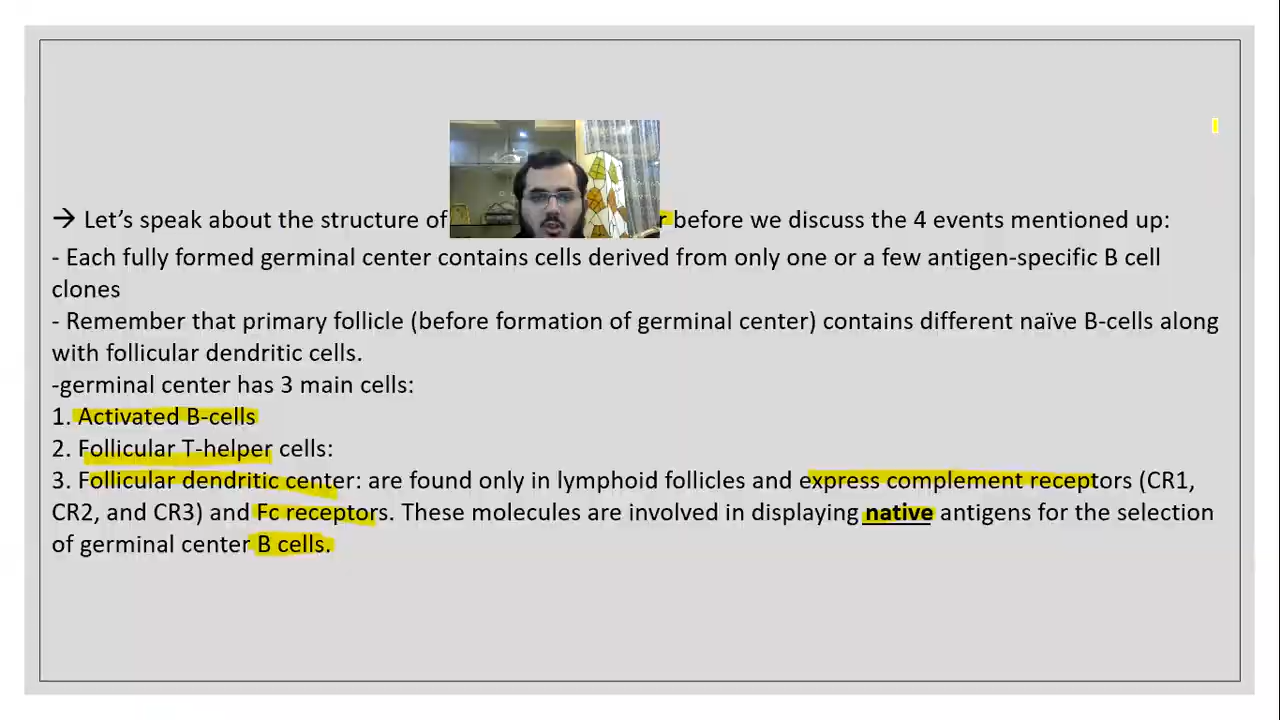 → Let's speak about the structure of r before we discuss the 4 events mentioned up:
- Each fully formed germinal center contains cells derived from only one or a few antigen-specific B cell
clones
- Remember that primary follicle (before formation of germinal center) contains different naïve B-cells along
with follicular dendritic cells.
-germinal center has 3 main cells:
1. Activated B-cells
2. Follicular T-helper cells:
3. Follicular dendritic center: are found only in lymphoid follicles and express complement receptors (CR1,
CR2, and CR3) and Fc receptors. These molecules are involved in displaying native antigens for the selection
of germinal center B cells.